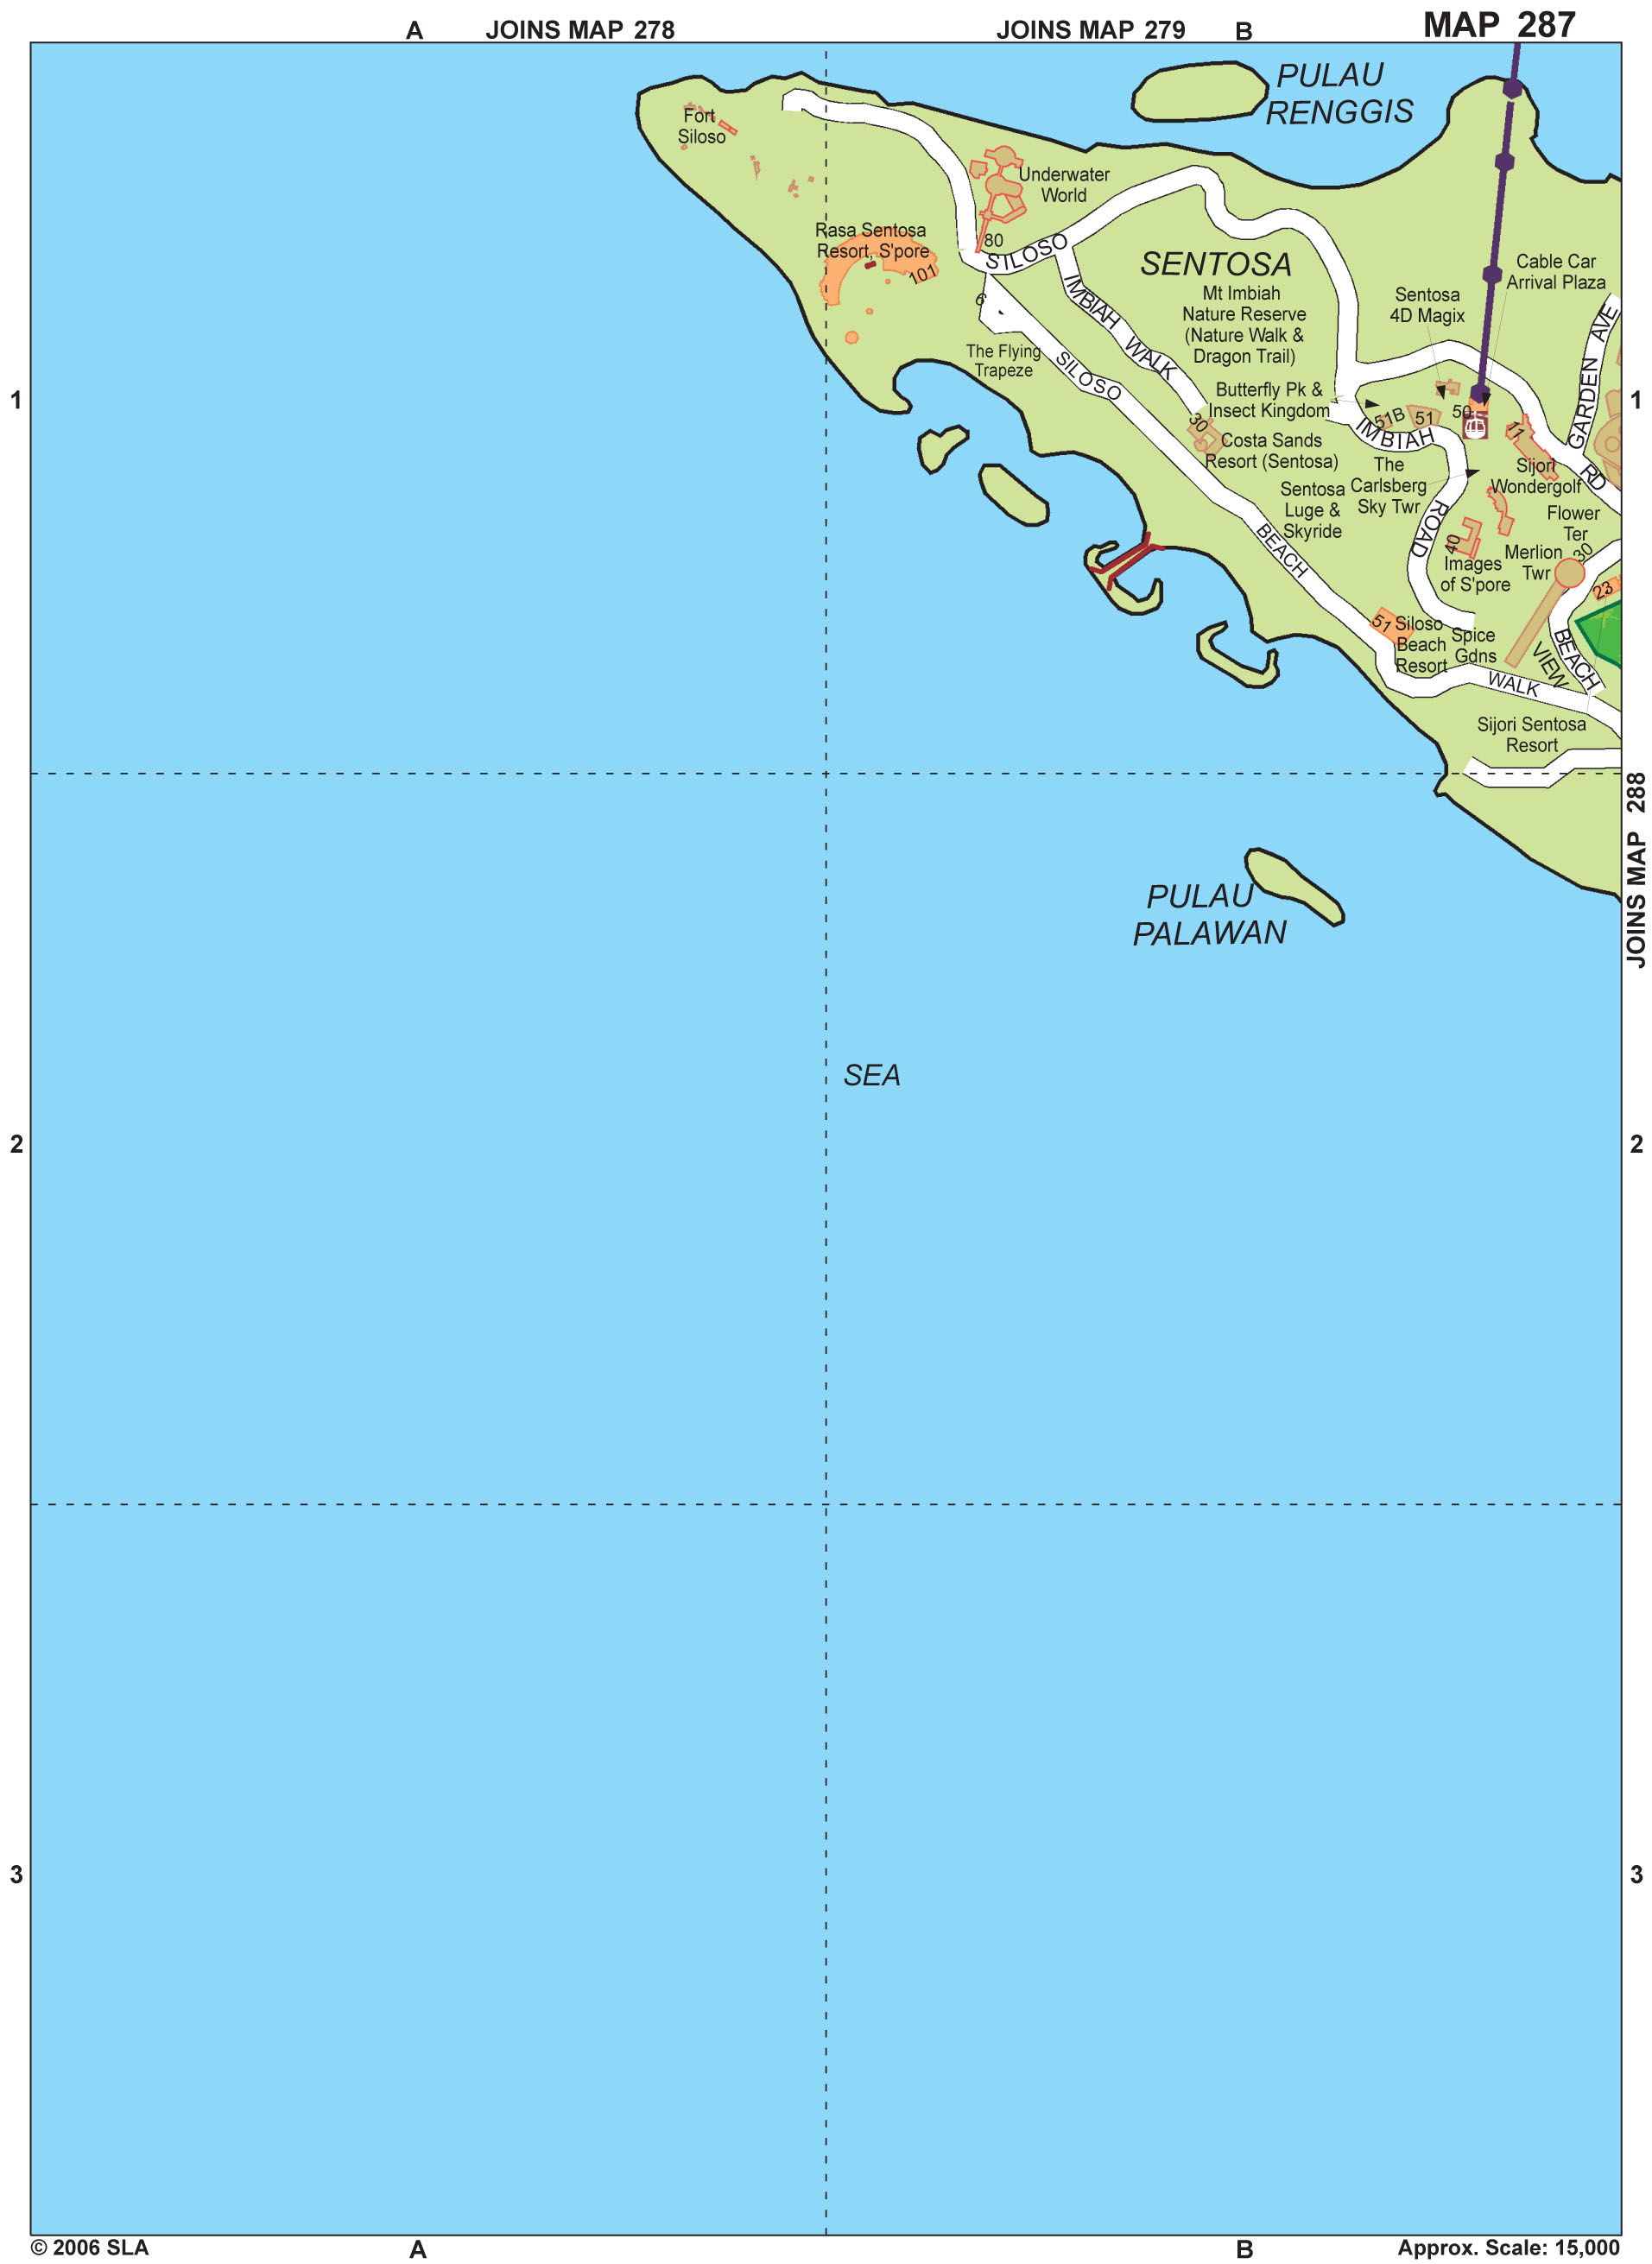 A
JOINS MAP 278
JOINS MAP 279
B
MAP 287
PULAU
RENGGIS
Fort
Siloso
Underwater
World
80
Rasa Sentosa
Resort, S'pore
101
SILOSO
RD
SENTOSA
Mt Imbiah
Nature Reserve
(Nature Walk &
Dragon Trail)
Cable Car
Arrival Plaza
Sentosa
4D Magix
GARDEN AVE
6
IMBIAH WALK
The Flying
Trapeze
SILOSO
BEACH
WALK
1
1
Butterfly Pk &
Insect Kingdom
51B
51
50
11
30
IMBIAH
ROAD
Costa Sands
Resort (Sentosa)
The
Carlsberg
Sky Twr
Sijori
Wondergolf
Sentosa
Luge &
Skyride
Flower
Ter
40
Images
of S'pore
Merlion
Twr
30
23
51
Siloso
Beach
Resort
Spice
Gdns
BEACH
VIEW
Sijori Sentosa
Resort
JOINS MAP 288
PULAU
PALAWAN
SEA
2
2
3
3
© 2006 SLA
A
B
Approx. Scale: 15,000